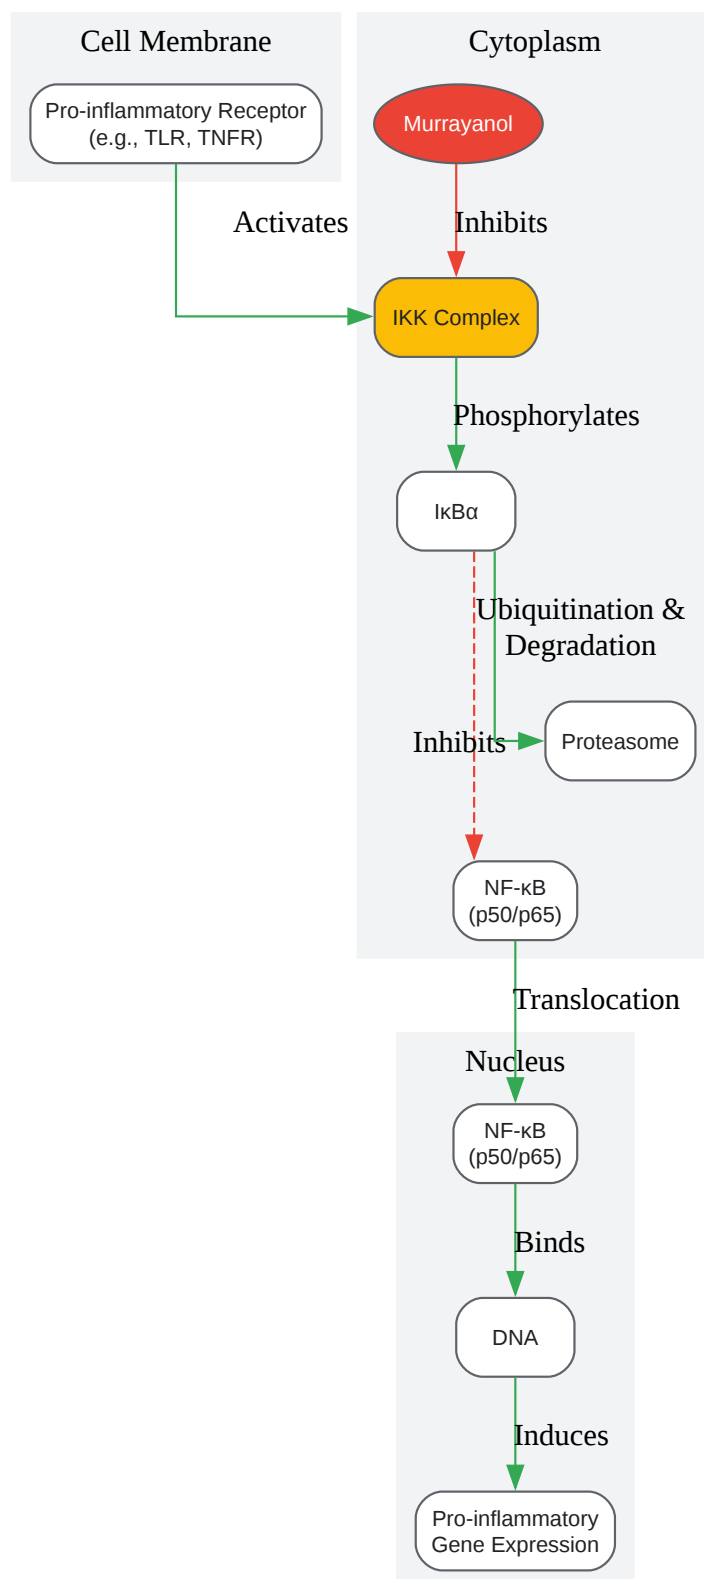 Cell Membrane
Cytoplasm
Pro-inflammatory Receptor
(e.g., TLR, TNFR)
Murrayanol
Activates
Inhibits
IKK Complex
Phosphorylates
IκBα
Ubiquitination &
Degradation
Inhibits
Proteasome
NF-κB
(p50/p65)
Translocation
Nucleus
NF-κB
(p50/p65)
Binds
DNA
Induces
Pro-inflammatory
Gene Expression